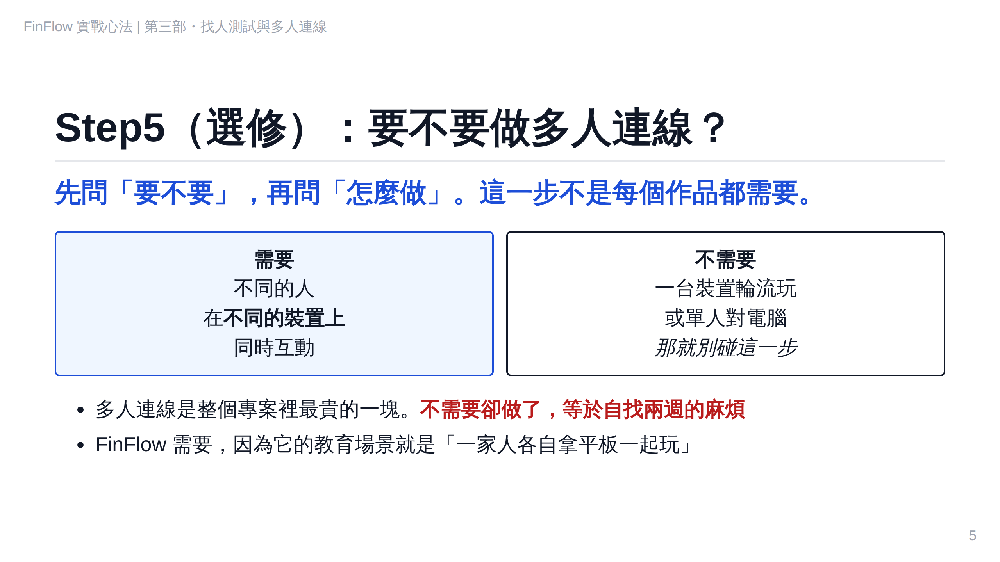 FinFlow 實戰心法 | 第三部・找人測試與多人連線
Step5（選修）：要不要做多人連線？
先問「要不要」，再問「怎麼做」。這一步不是每個作品都需要。
需要
不同的人
在不同的裝置上
同時互動
不需要
一台裝置輪流玩
或單人對電腦
那就別碰這一步
• 多人連線是整個專案裡最貴的一塊。不需要卻做了，等於自找兩週的麻煩
• FinFlow 需要，因為它的教育場景就是「一家人各自拿平板一起玩」
5